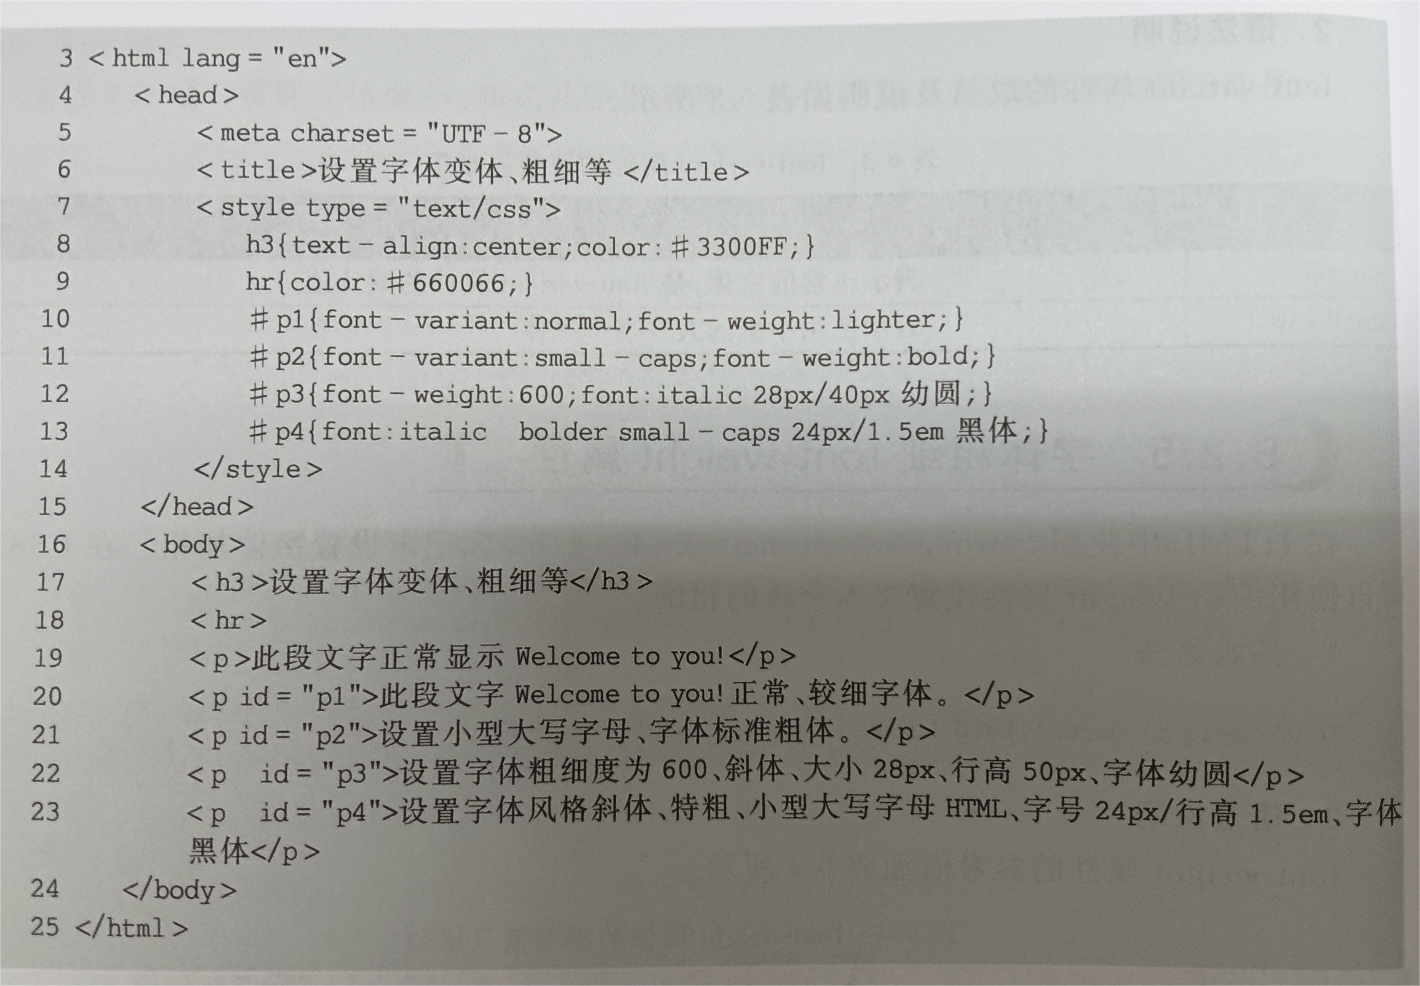 3 <html lang="en">
4 <head>
5 <meta charset="UTF-8">
6 <title>设置字体变体、粗细等</title>
7 <style type="text/css">
8 h3{text-align:center;color:#3300FF;}
9 hr{color:#660066;}
10 #p1{font-variant:normal;font-weight:lighter;}
11 #p2{font-variant:small-caps;font-weight:bold;}
12 #p3{font-weight:600;font:italic 28px/40px 幼圆;}
13 #p4{font:italic bolder small-caps 24px/1.5em 黑体;}
14 </style>
15 </head>
16 <body>
17 <h3>设置字体变体、粗细等</h3>
18 <hr>
19 <p>此段文字正常显示 Welcome to you!</p>
20 <p id="p1">此段文字 Welcome to you! 正常、较细字体。</p>
21 <p id="p2">设置小型大写字母、字体标准粗体。</p>
22 <p id="p3">设置字体粗细度为 600、斜体、大小 28px、行高 50px、字体幼圆</p>
23 <p id="p4">设置字体风格斜体、特粗、小型大写字母 HTML、字号 24px/行高 1.5em、字体
黑体</p>
24 </body>
25 </html>